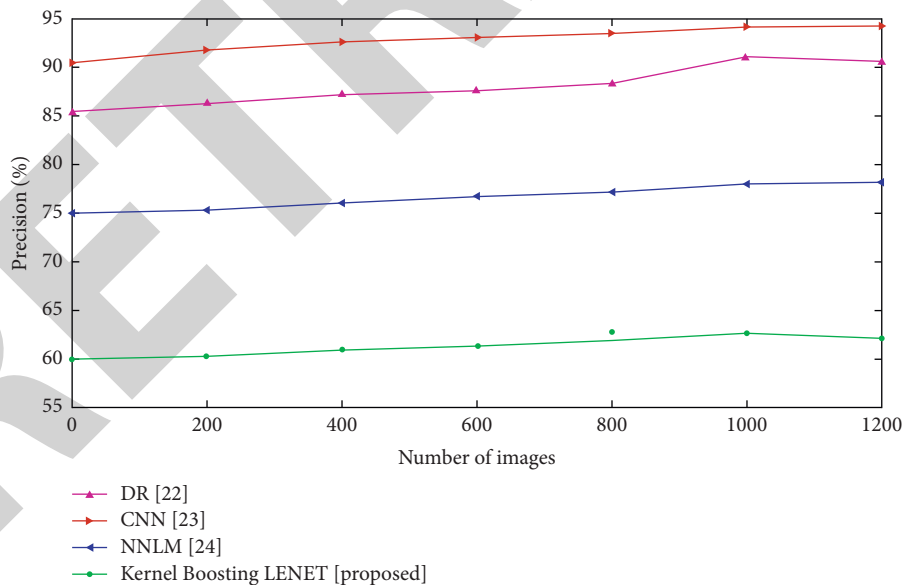 95
90
85
80
75
70
65
60
55
Precision (%)
0 200 400 600 800 1000 1200
Number of images
DR [22]
CNN [23]
NNLM [24]
Kernel Boosting LENET [proposed]